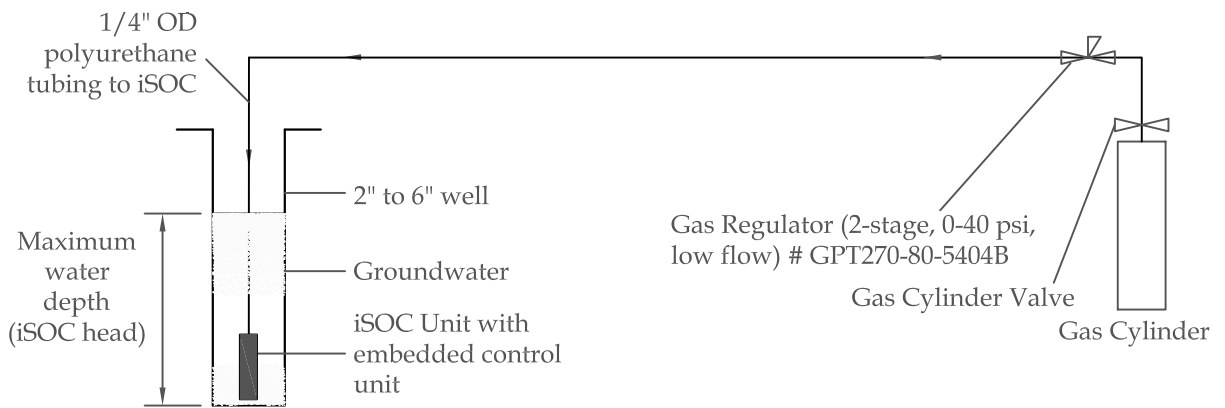 1/4" OD
polyurethane
tubing to iSOC
2" to 6" well
Maximum
water
depth
(iSOC head)
Groundwater
iSOC Unit with
embedded control
unit
Gas Regulator (2-stage, 0-40 psi,
low flow) # GPT270-80-5404B
Gas Cylinder Valve
Gas Cylinder